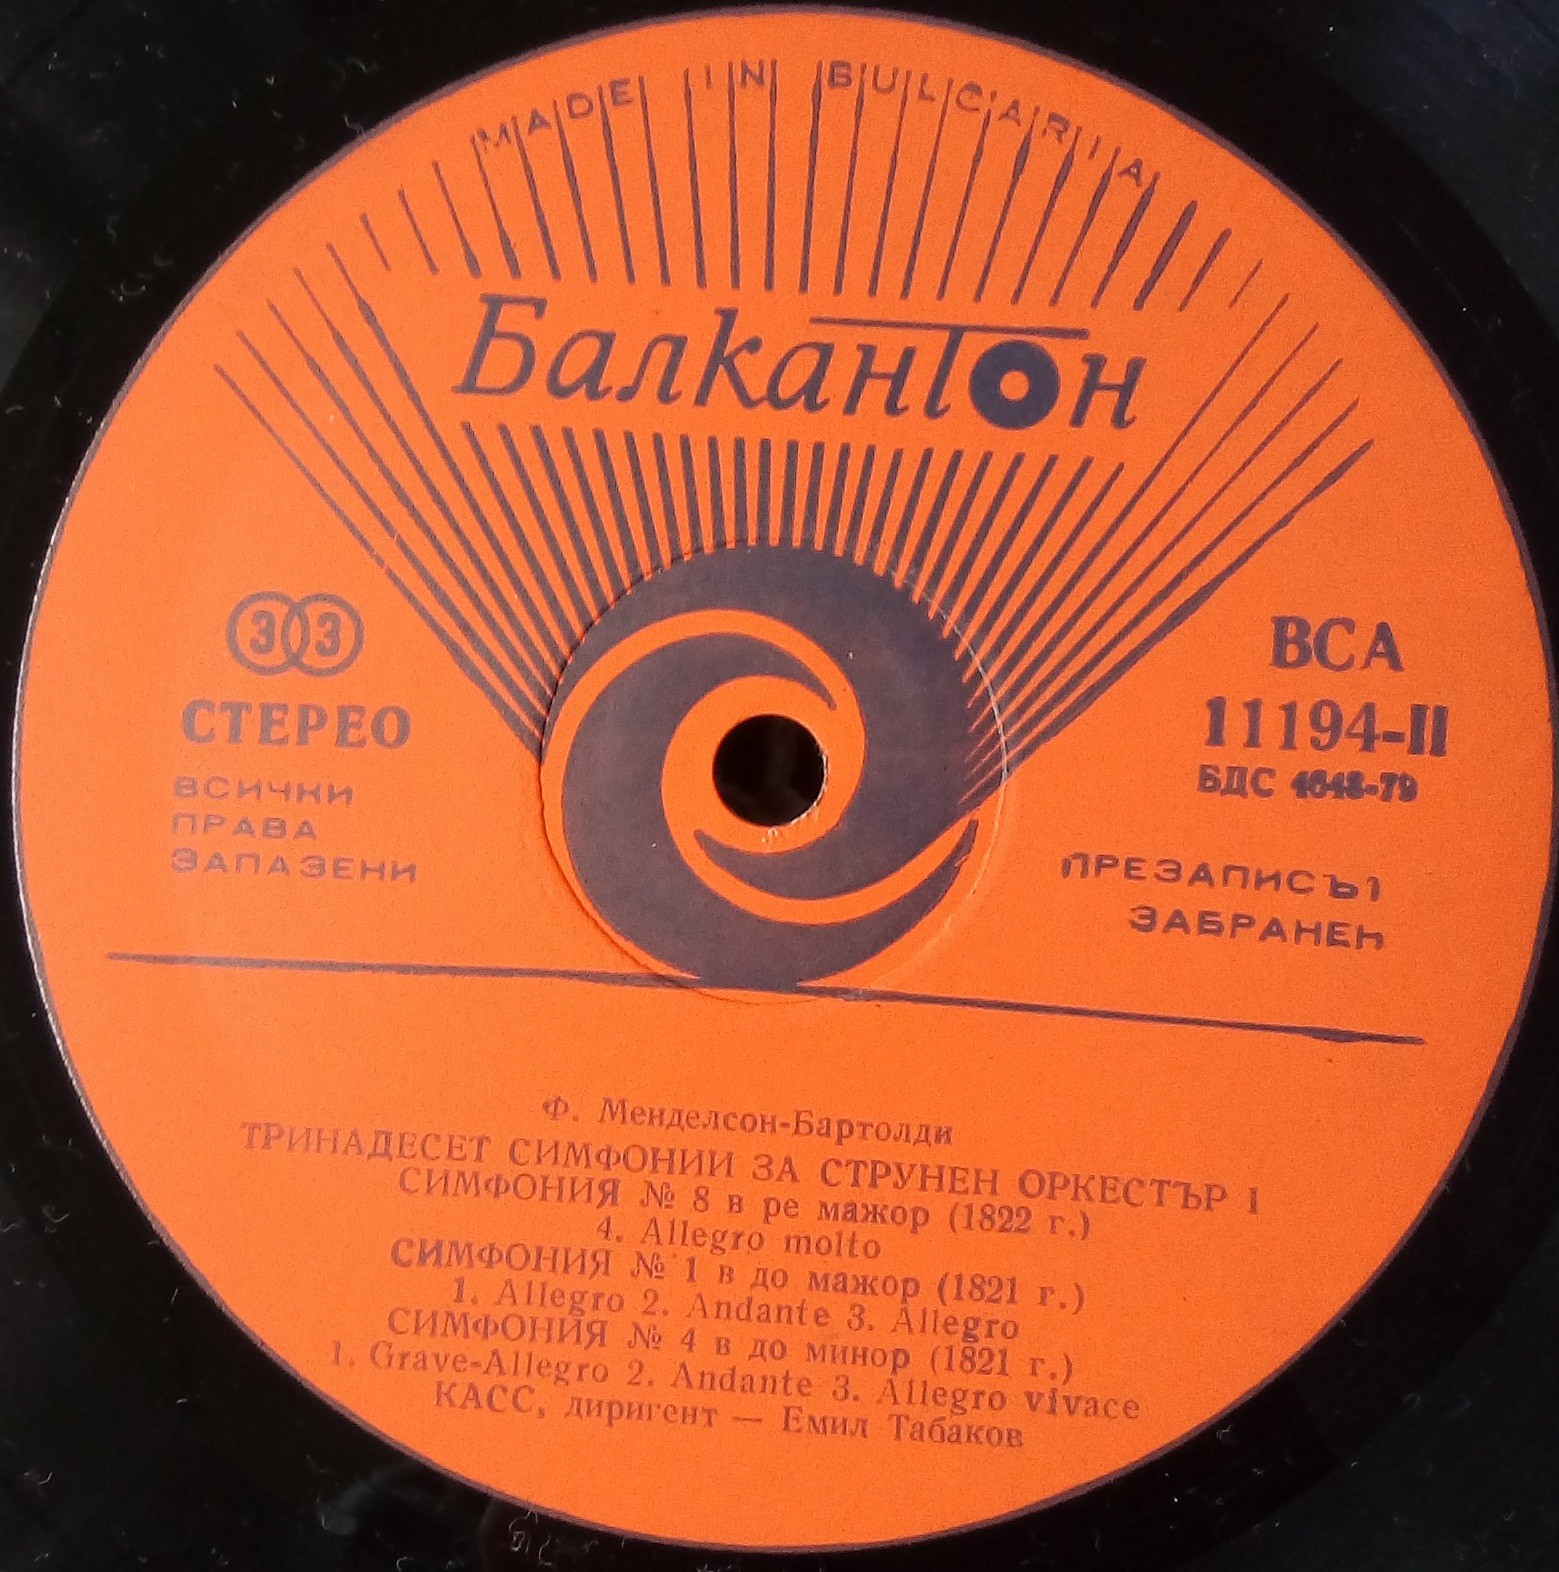 MADE IN BULGARIA
Балкантон
33
СТЕРЕО
ВСИЧКИ
ПРАВА
ЗАПАЗЕНИ
ВСА
11194-II
БДС 4648-79
ПРЕЗАПИСЪТ
ЗАБРАНЕН
Ф. Менделсон-Бартолди
ТРИНАДЕСЕТ СИМФОНИИ ЗА СТРУНЕН ОРКЕСТЪР I
СИМФОНИЯ № 8 в ре мажор (1822 г.)
4. Allegro molto
СИМФОНИЯ № 1 в до мажор (1821 г.)
1. Allegro 2. Andante 3. Allegro
СИМФОНИЯ № 4 в до минор (1821 г.)
1. Grave-Allegro 2. Andante 3. Allegro vivace
КАСС, диригент — Емил Табаков